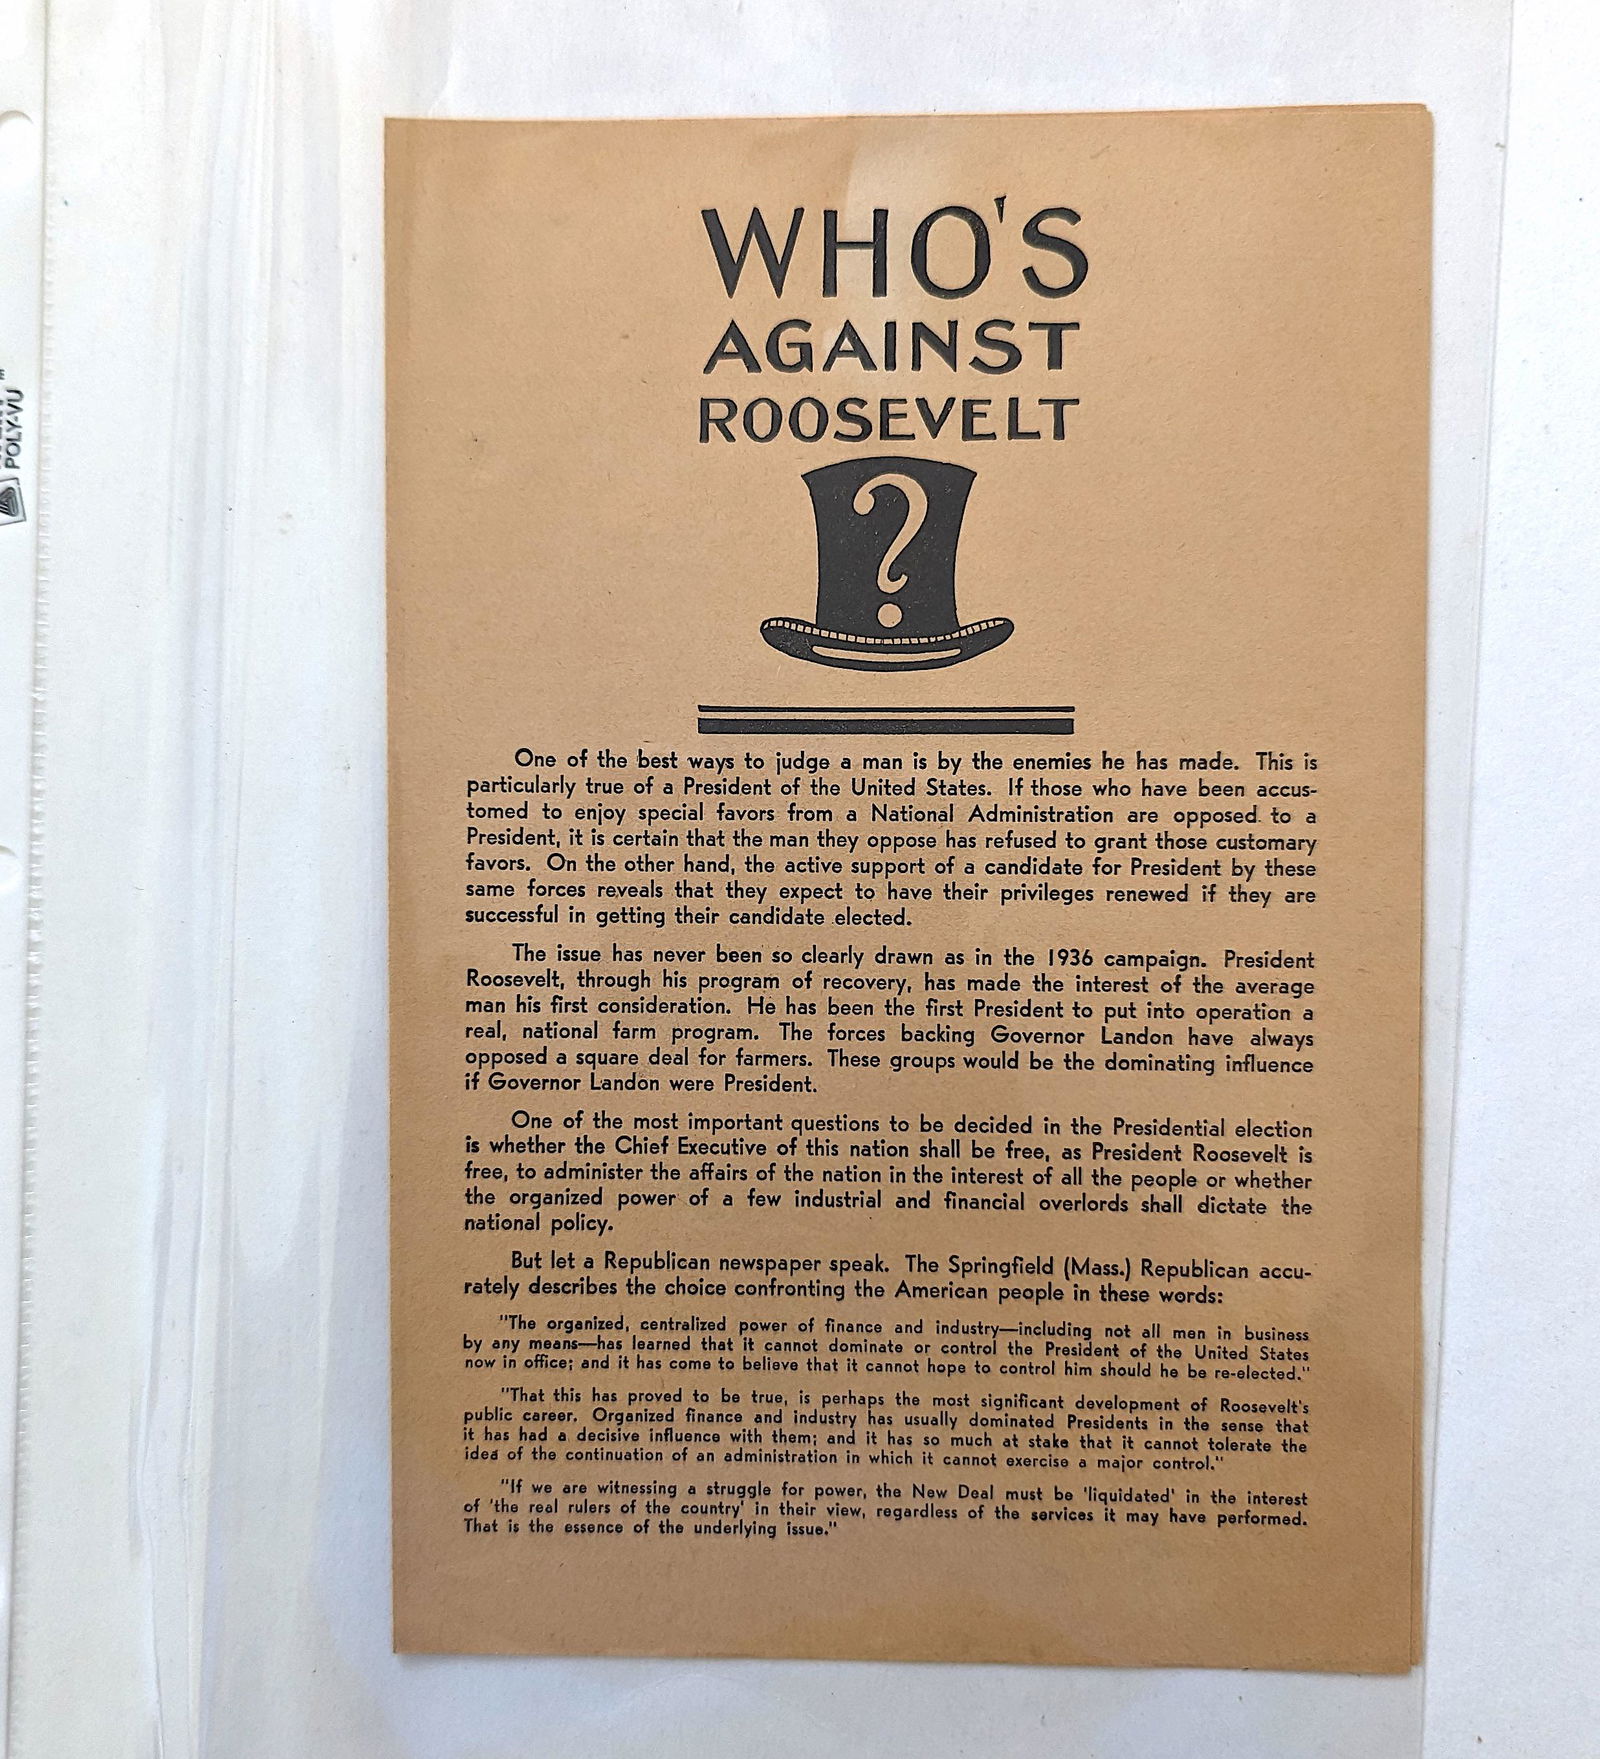 WHO'S
AGAINST
ROOSEVELT
?
One of the best ways to judge a man is by the enemies he has made. This is
particularly true of a President of the United States. If those who have been accus-
tomed to enjoy special favors from a National Administration are opposed to a
President, it is certain that the man they oppose has refused to grant those customary
favors. On the other hand, the active support of a candidate for President by these
same forces reveals that they expect to have their privileges renewed if they are
successful in getting their candidate elected.
The issue has never been so clearly drawn as in the 1936 campaign. President
Roosevelt, through his program of recovery, has made the interest of the average
man his first consideration. He has been the first President to put into operation a
real, national farm program. The forces backing Governor Landon have always
opposed a square deal for farmers. These groups would be the dominating influence
if Governor Landon were President.
One of the most important questions to be decided in the Presidential election
is whether the Chief Executive of this nation shall be free, as President Roosevelt is
free, to administer the affairs of the nation in the interest of all the people or whether
the organized power of a few industrial and financial overlords shall dictate the
national policy.
But let a Republican newspaper speak. The Springfield (Mass.) Republican accu-
rately describes the choice confronting the American people in these words:
"The organized, centralized power of finance and industry—including not all men in business
by any means—has learned that it cannot dominate or control the President of the United States
now in office; and it has come to believe that it cannot hope to control him should he be re-elected."
"That this has proved to be true, is perhaps the most significant development of Roosevelt's
public career. Organized finance and industry has usually dominated Presidents in the sense that
it has had a decisive influence with them; and it has so much at stake that it cannot tolerate the
idea of the continuation of an administration in which it cannot exercise a major control."
"If we are witnessing a struggle for power, the New Deal must be 'liquidated' in the interest
of 'the real rulers of the country' in their view, regardless of the services it may have performed.
That is the essence of the underlying issue."
POLY-VU